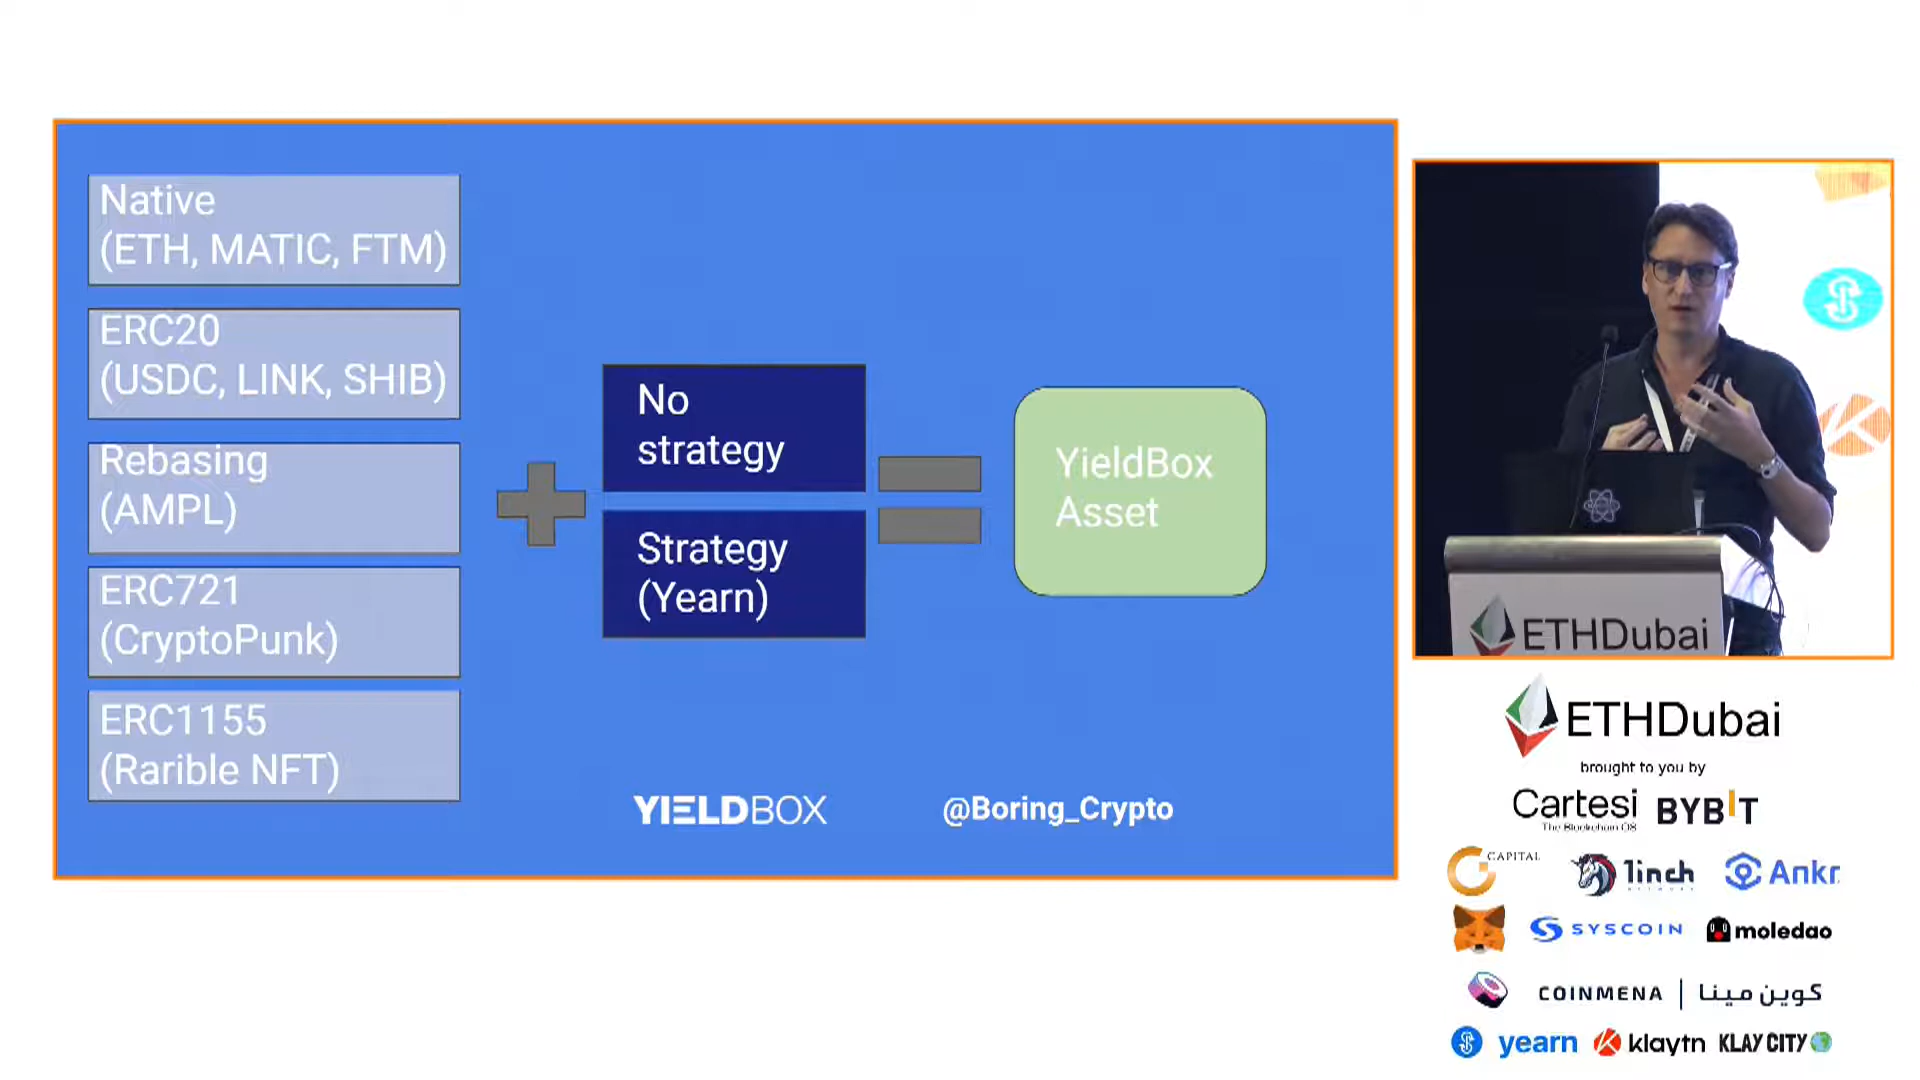 Native
(ETH, MATIC, FTM)
ERC20
(USDC, LINK, SHIB)
Rebasing
(AMPL)
ERC721
(CryptoPunk)
ERC1155
(Rarible NFT)
No
strategy
Strategy
(Yearn)
YieldBox
Asset
YIELDBOX
@Boring_Crypto
ETHDubai
ETHDubai
brought to you by
Cartesi
The Blockchain OS
BYBIT
CAPITAL
1inch
NETWORK
Ankr
SYSCOIN
moledao
COINMENA | كوين مينا
yearn
klaytn
KLAY CITY